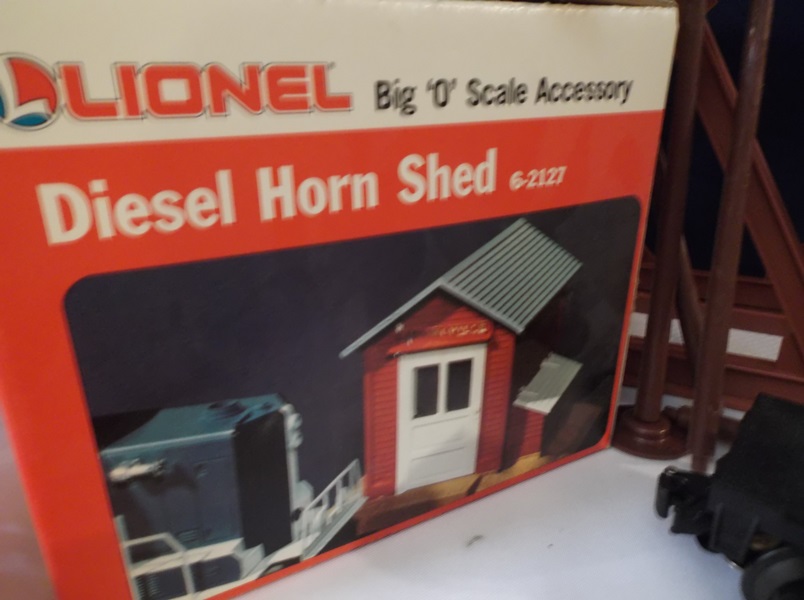 LIONEL Big 'O' Scale Accessory
Diesel Horn Shed 6-2127